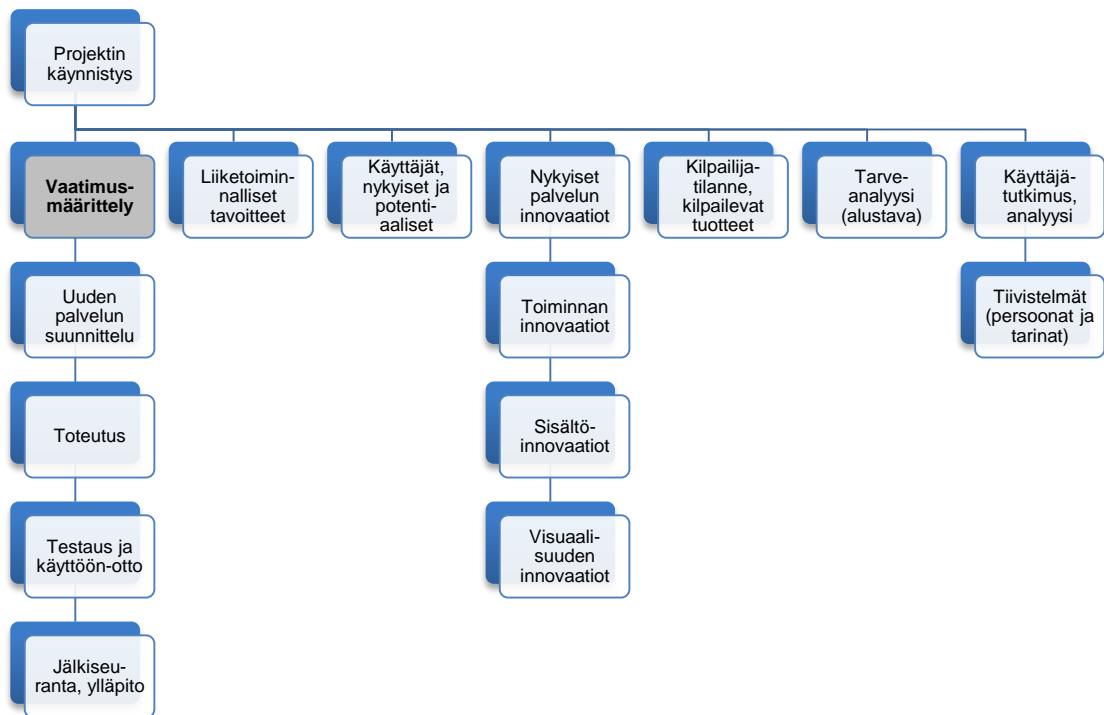 Projektin
käynnistys
Vaatimus-
määrittely
Liiketoimin-
nalliset
tavoitteet
Käyttäjät,
nykyiset ja
potenti-
aaliset
Nykyiset
palvelun
innovaatiot
Kilpailija-
tilanne,
kilpailevat
tuotteet
Tarve-
analyysi
(alustava)
Käyttäjä-
tutkimus,
analyysi
Uuden
palvelun
suunnittelu
Toiminnan
innovaatiot
Tiivistelmät
(persoonat ja
tarinat)
Toteutus
Sisältö-
innovaatiot
Testaus ja
käyttöön-otto
Visuaali-
suuden
innovaatiot
Jälkiseu-
ranta, ylläpito